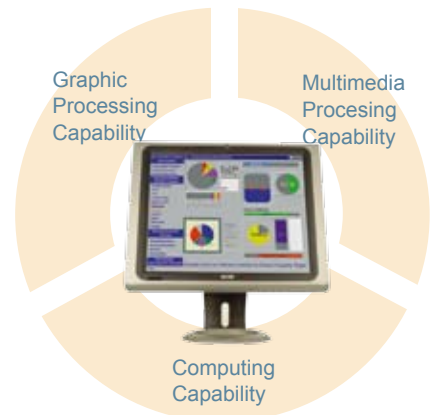 Graphic
Processing
Capability
Multimedia
Procesing
Capability
Computing
Capability